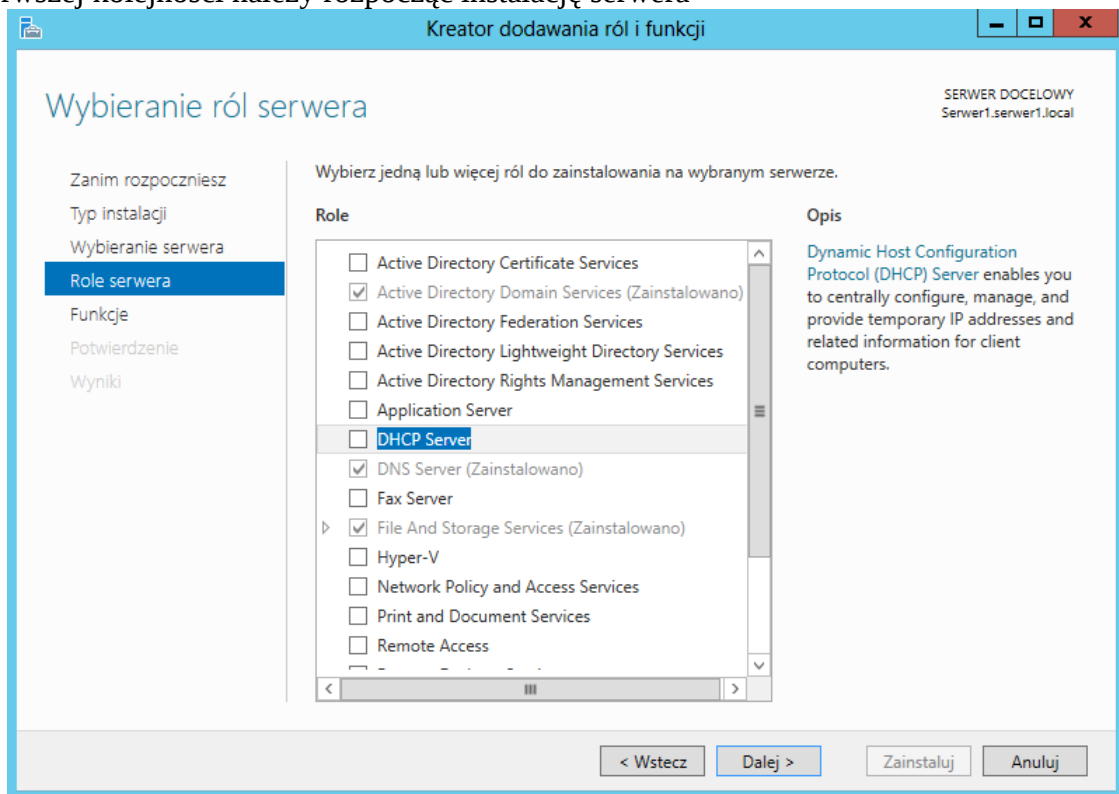 kolejności należy rozpocząć instalację serwera
Kreator dodawania ról i funkcji
Wybieranie ról serwera
SERWER DOCELOWY
Serwer1.serwer1.local
Zanim rozpoczniesz
Typ instalacji
Wybieranie serwera
Role serwera
Funkcje
Potwierdzenie
Wyniki
Wybierz jedną lub więcej ról do zainstalowania na wybranym serwerze.
Role
Active Directory Certificate Services
Active Directory Domain Services (Zainstalowano)
Active Directory Federation Services
Active Directory Lightweight Directory Services
Active Directory Rights Management Services
Application Server
DHCP Server
DNS Server (Zainstalowano)
Fax Server
File And Storage Services (Zainstalowano)
Hyper-V
Network Policy and Access Services
Print and Document Services
Remote Access
Opis
Dynamic Host Configuration
Protocol (DHCP) Server enables you
to centrally configure, manage, and
provide temporary IP addresses and
related information for client
computers.
< Wstecz
Dalej >
Zainstaluj
Anuluj